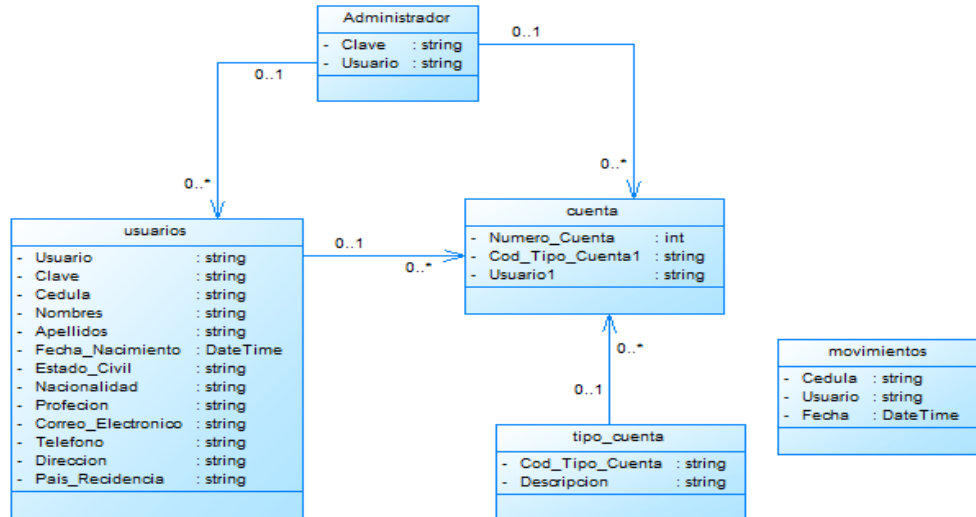 Administrador
- Clave : string
- Usuario : string
0..1
0..1
0..*
0..*
usuarios
- Usuario : string
- Clave : string
- Cedula : string
- Nombres : string
- Apellidos : string
- Fecha_Nacimiento : DateTime
- Estado_Civil : string
- Nacionalidad : string
- Profecion : string
- Correo_Electronico : string
- Telefono : string
- Direccion : string
- Pais_Recidencia : string
0..1
0..*
cuenta
- Numero_Cuenta : int
- Cod_Tipo_Cuenta1 : string
- Usuario1 : string
0..*
0..1
tipo_cuenta
- Cod_Tipo_Cuenta : string
- Descripcion : string
movimientos
- Cedula : string
- Usuario : string
- Fecha : DateTime